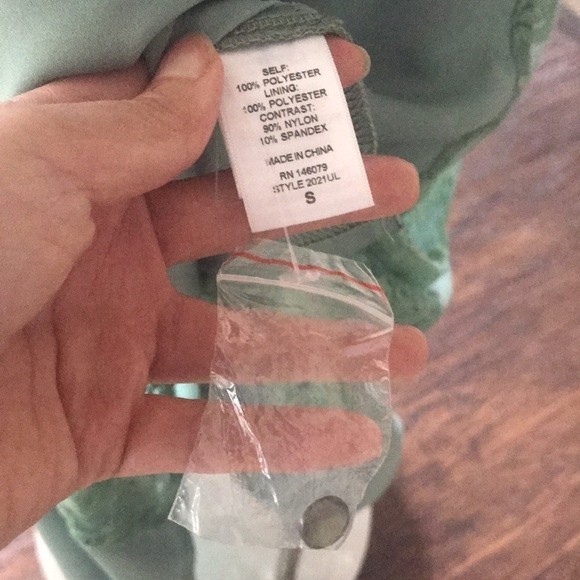 SELF:
100% POLYESTER
LINING:
100% POLYESTER
CONTRAST:
90% NYLON
10% SPANDEX
MADE IN CHINA
RN 146079
STYLE 2021UL
S